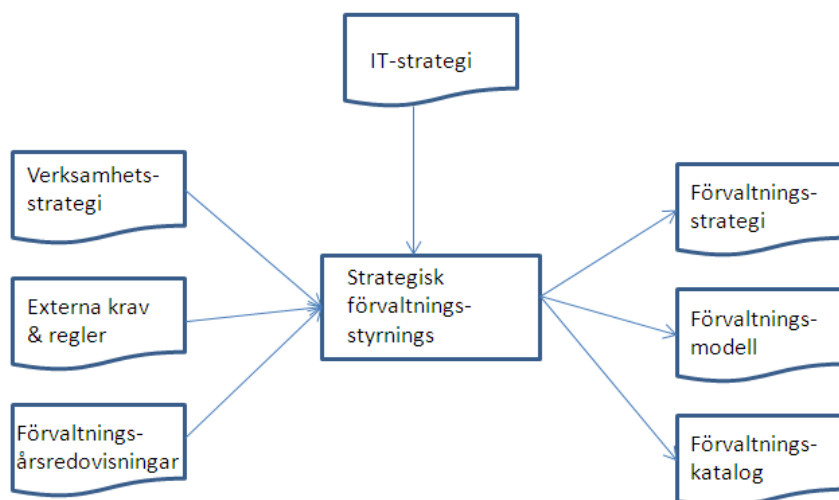 IT-strategi
Verksamhets-
strategi
Externa krav
& regler
Förvaltnings-
årsredovisningar
Strategisk
förvaltnings-
styrnings
Förvaltnings-
strategi
Förvaltnings-
modell
Förvaltnings-
katalog